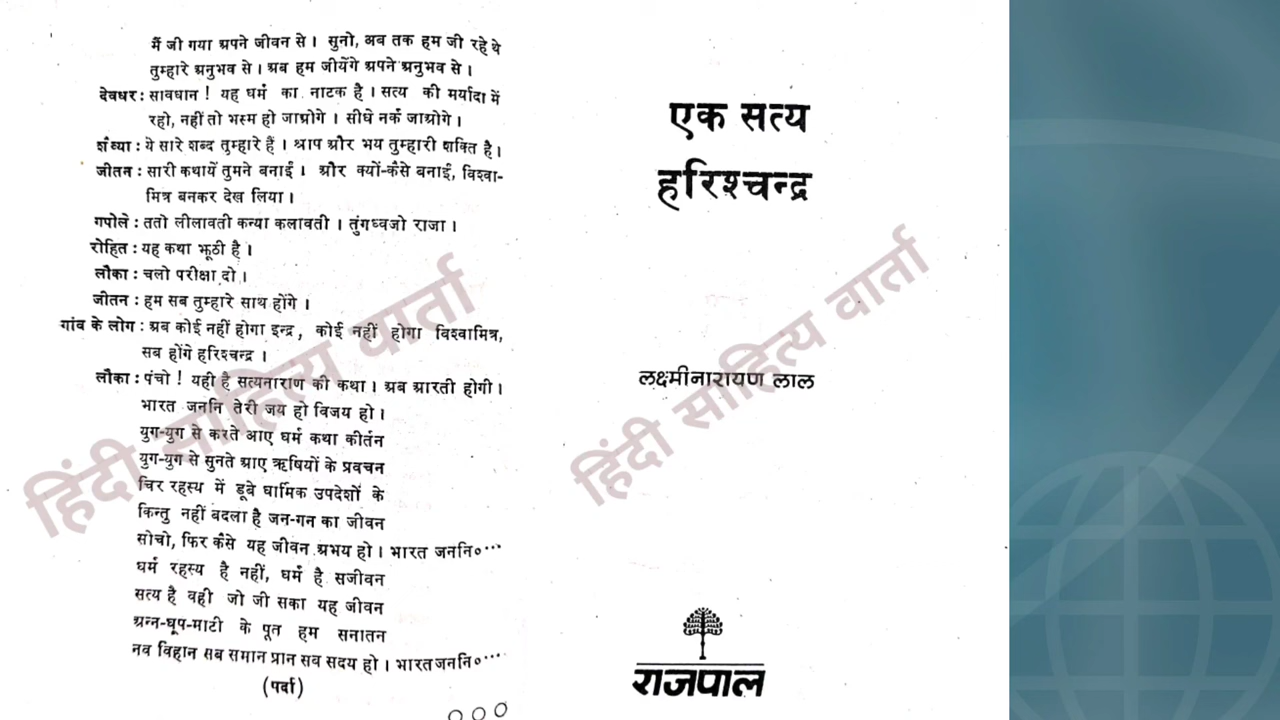 मैं जी गया अपने जीवन से । सुनो, अब तक हम जी रहे थे
तुम्हारे अनुभव से । अब हम जीयेंगे अपने अनुभव से ।
देवधर : सावधान ! यह धर्म का नाटक है । सत्य की मर्यादा में
रहो, नहीं तो भस्म हो जाओगे । सीधे नर्क जाओगे ।
शैव्या : ये सारे शब्द तुम्हारे हैं । श्राप और भय तुम्हारी शक्ति है ।
जीतन : सारी कथायें तुमने बनाईं । और क्यों-कैसे बनाईं, विश्वा-
मित्र बनकर देख लिया ।
गपोले : ततो लीलावती कन्या कलावती । तुंगध्वजो राजा ।
रोहित : यह कथा झूठी है ।
लौका : चलो परीक्षा दो ।
जीतन : हम सब तुम्हारे साथ होंगे ।
गांव के लोग : अब कोई नहीं होगा इन्द्र, कोई नहीं होगा विश्वामित्र,
सब होंगे हरिश्चन्द्र ।
लौका : पंचो ! यही है सत्यनाराण की कथा । अब आरती होगी ।
भारत जननि तेरी जय हो विजय हो ।
युग-युग से करते आए धर्म कथा कीर्तन
युग-युग से सुनते आए ऋषियों के प्रवचन
चिर रहस्य में डूबे धार्मिक उपदेशों के
किन्तु नहीं बदला है जन-गन का जीवन
सोचो, फिर कैसे यह जीवन अभय हो । भारत जननि०···
धर्म रहस्य है नहीं, धर्म है सजीवन
सत्य है वही जो जी सका यह जीवन
अन्न-धूप-माटी के पूत हम सनातन
नव विहान सब समान प्रान सब सदय हो । भारतजननि०···
(पर्दा)
हिंदी साहित्य वार्ता
एक सत्य
हरिश्चन्द्र
लक्ष्मीनारायण लाल
हिंदी साहित्य वार्ता
राजपाल